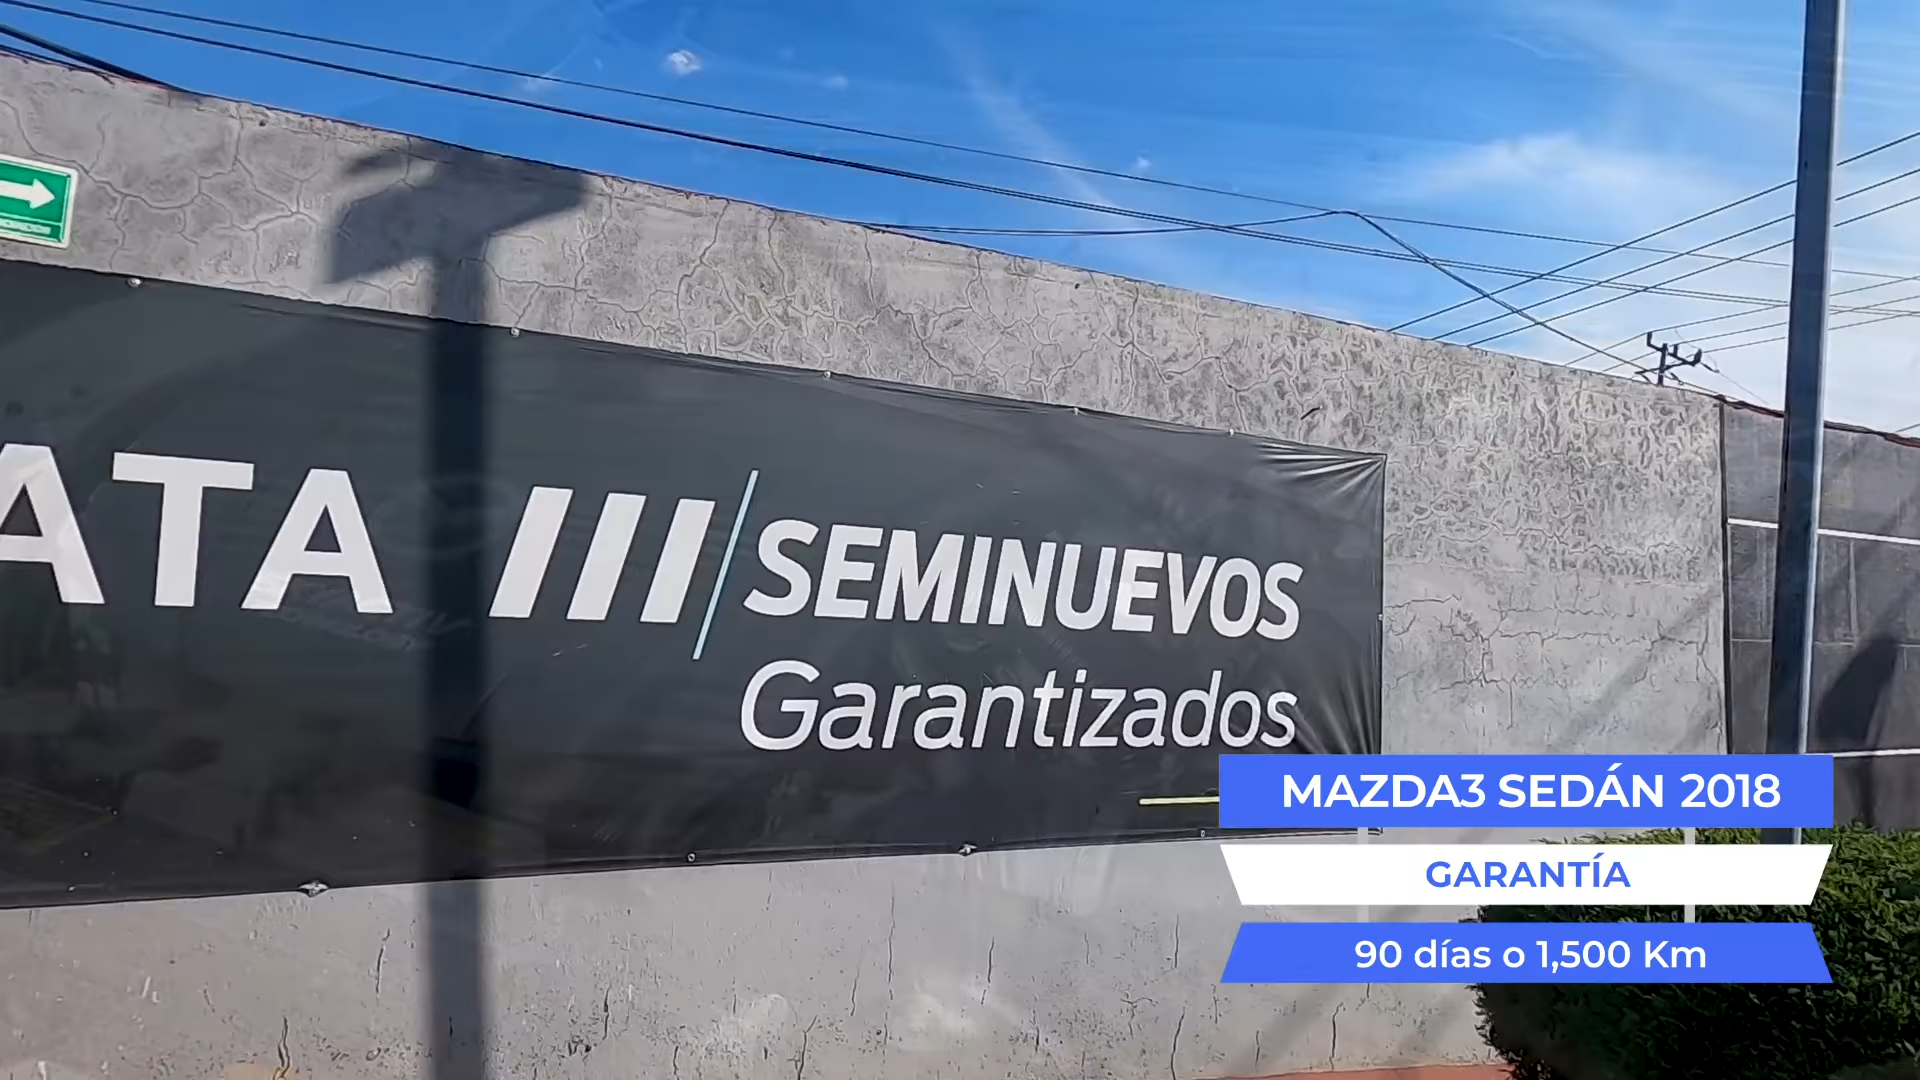 ATA
SEMINUEVOS
Garantizados
MAZDA3 SEDÁN 2018
GARANTÍA
90 días o 1,500 Km